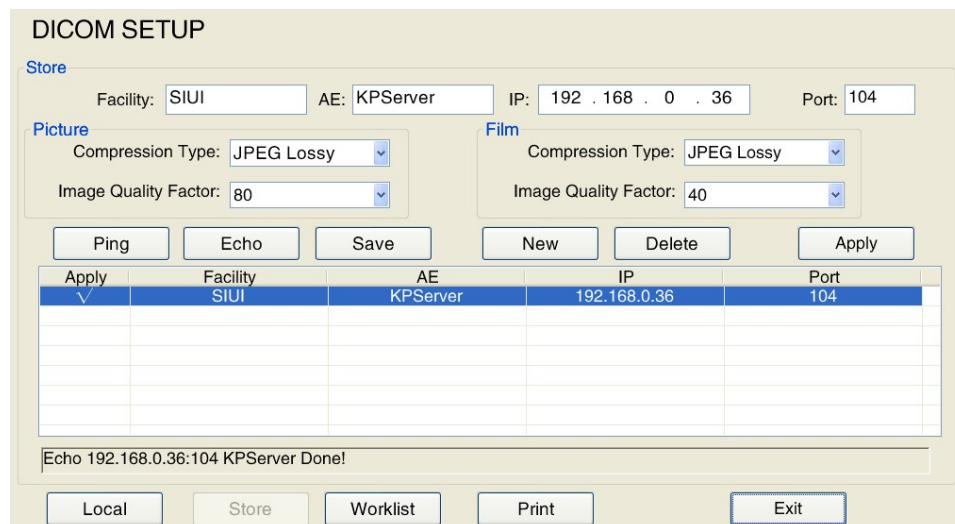 DICOM SETUP
Store
Facility: SIUI AE: KPServer IP: 192 . 168 . 0 . 36 Port: 104
Picture Film
Compression Type: JPEG Lossy Compression Type: JPEG Lossy
Image Quality Factor: 80 Image Quality Factor: 40
Ping Echo Save New Delete Apply
Apply Facility AE IP Port
√ SIUI KPServer 192.168.0.36 104
Echo 192.168.0.36:104 KPServer Done!
Local Store Worklist Print Exit